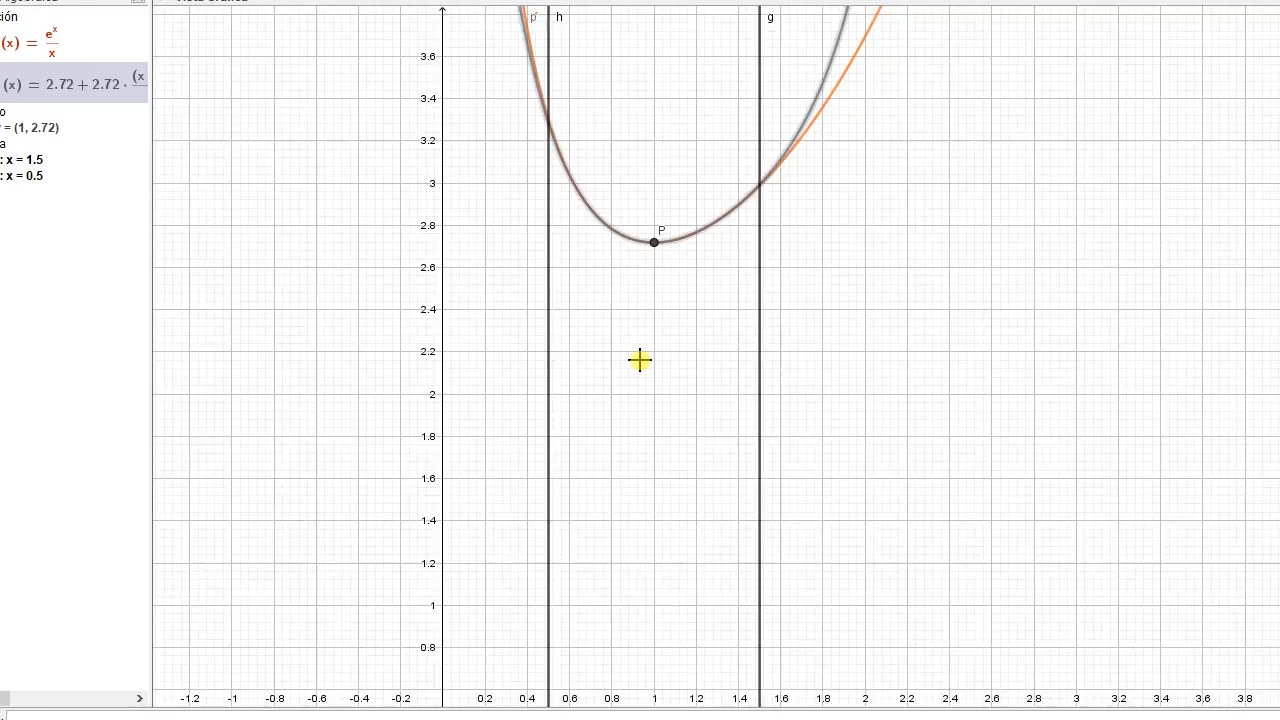 ción
(x) = e^x / x
(x) = 2.72 + 2.72 · (x
o
= (1, 2.72)
a
: x = 1.5
: x = 0.5
p h g
P
3.6
3.4
3.2
3
2.8
2.6
2.4
2.2
2
1.8
1.6
1.4
1.2
1
0.8
-1.2 -1 -0.8 -0.6 -0.4 -0.2 0.2 0.4 0.6 0.8 1 1.2 1.4 1.6 1.8 2 2.2 2.4 2.6 2.8 3 3.2 3.4 3.6 3.8